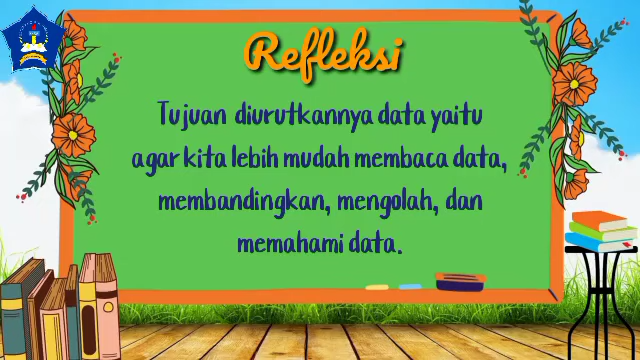 Refleksi
Tujuan diurutkannya data yaitu
agar kita lebih mudah membaca data,
membandingkan, mengolah, dan
memahami data.